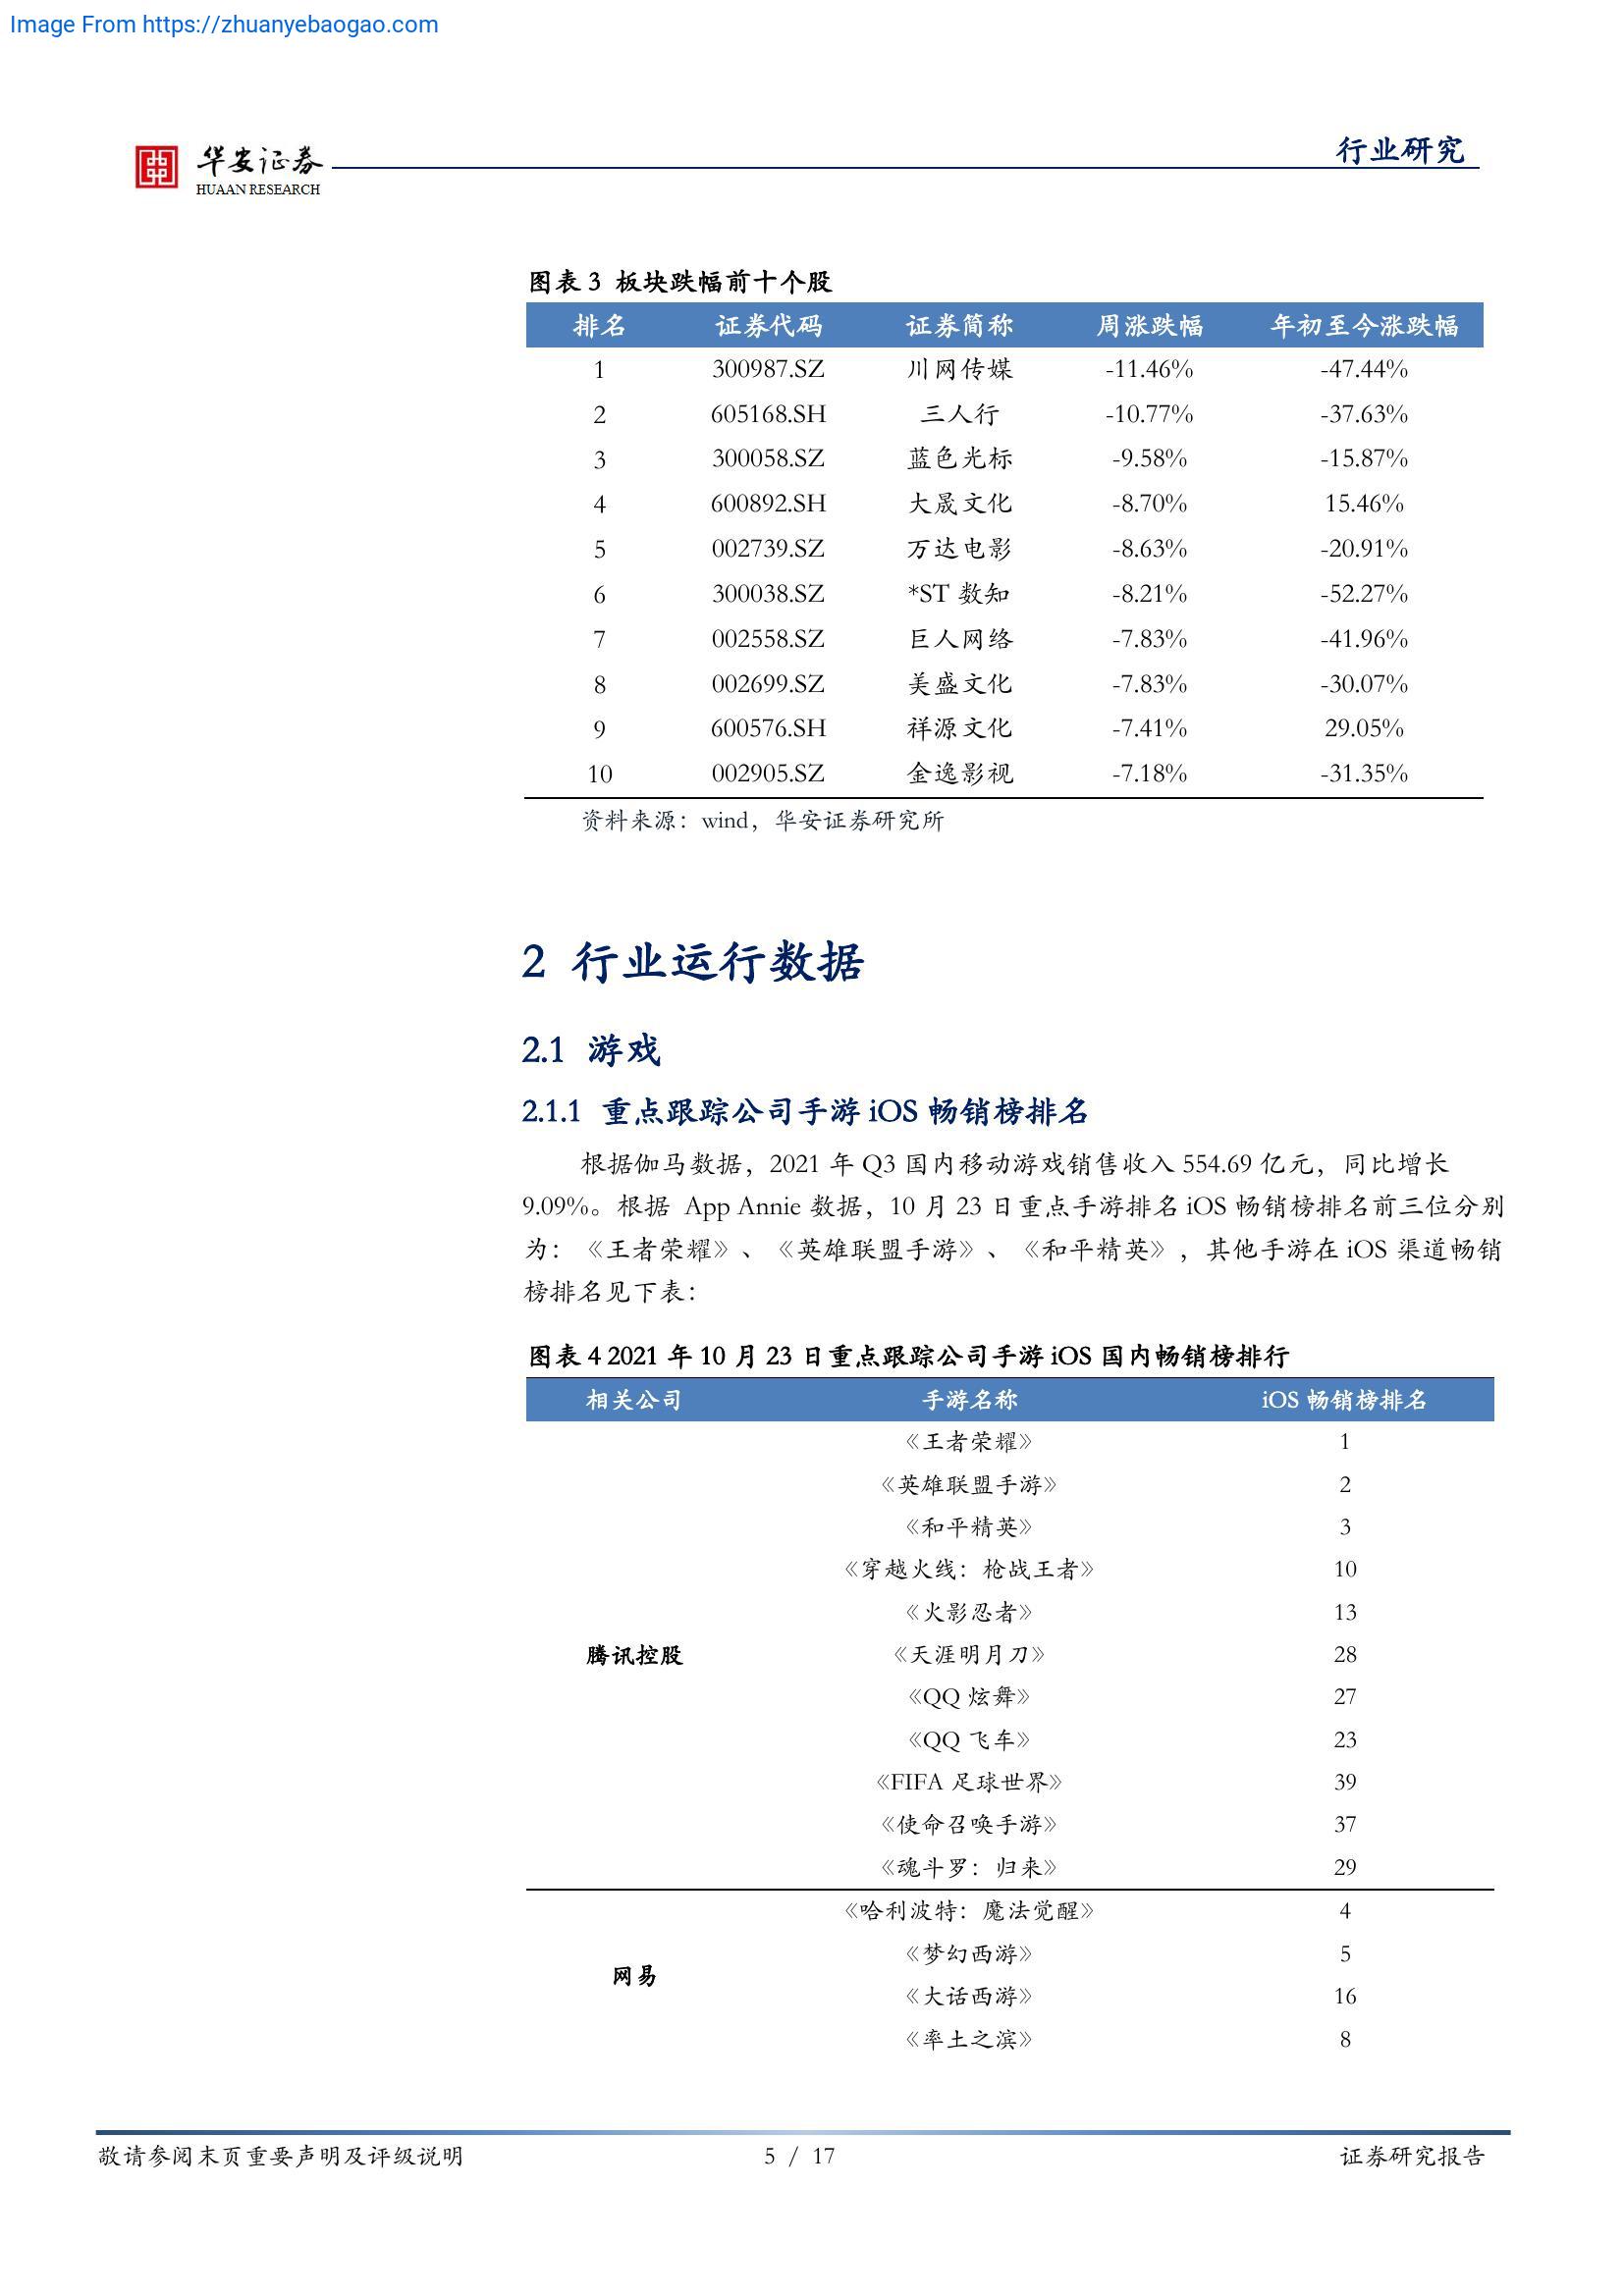 Image From https://zhuanyebaogao.com
华安证券
HUAAN RESEARCH
行业研究
图表 3 板块跌幅前十个股
排名 证券代码 证券简称 周涨跌幅 年初至今涨跌幅
1 300987.SZ 川网传媒 -11.46% -47.44%
2 605168.SH 三人行 -10.77% -37.63%
3 300058.SZ 蓝色光标 -9.58% -15.87%
4 600892.SH 大晟文化 -8.70% 15.46%
5 002739.SZ 万达电影 -8.63% -20.91%
6 300038.SZ *ST 数知 -8.21% -52.27%
7 002558.SZ 巨人网络 -7.83% -41.96%
8 002699.SZ 美盛文化 -7.83% -30.07%
9 600576.SH 祥源文化 -7.41% 29.05%
10 002905.SZ 金逸影视 -7.18% -31.35%
资料来源：wind，华安证券研究所
2 行业运行数据
2.1 游戏
2.1.1 重点跟踪公司手游 iOS 畅销榜排名
根据伽马数据，2021 年 Q3 国内移动游戏销售收入 554.69 亿元，同比增长
9.09%。根据 App Annie 数据，10 月 23 日重点手游排名 iOS 畅销榜排名前三位分别
为：《王者荣耀》、《英雄联盟手游》、《和平精英》，其他手游在 iOS 渠道畅销
榜排名见下表：
图表 4 2021 年 10 月 23 日重点跟踪公司手游 iOS 国内畅销榜排行
相关公司 手游名称 iOS 畅销榜排名
《王者荣耀》 1
《英雄联盟手游》 2
《和平精英》 3
《穿越火线：枪战王者》 10
《火影忍者》 13
腾讯控股 《天涯明月刀》 28
《QQ 炫舞》 27
《QQ 飞车》 23
《FIFA 足球世界》 39
《使命召唤手游》 37
《魂斗罗：归来》 29
《哈利波特：魔法觉醒》 4
《梦幻西游》 5
网易
《大话西游》 16
《率土之滨》 8
敬请参阅末页重要声明及评级说明 5 / 17 证券研究报告